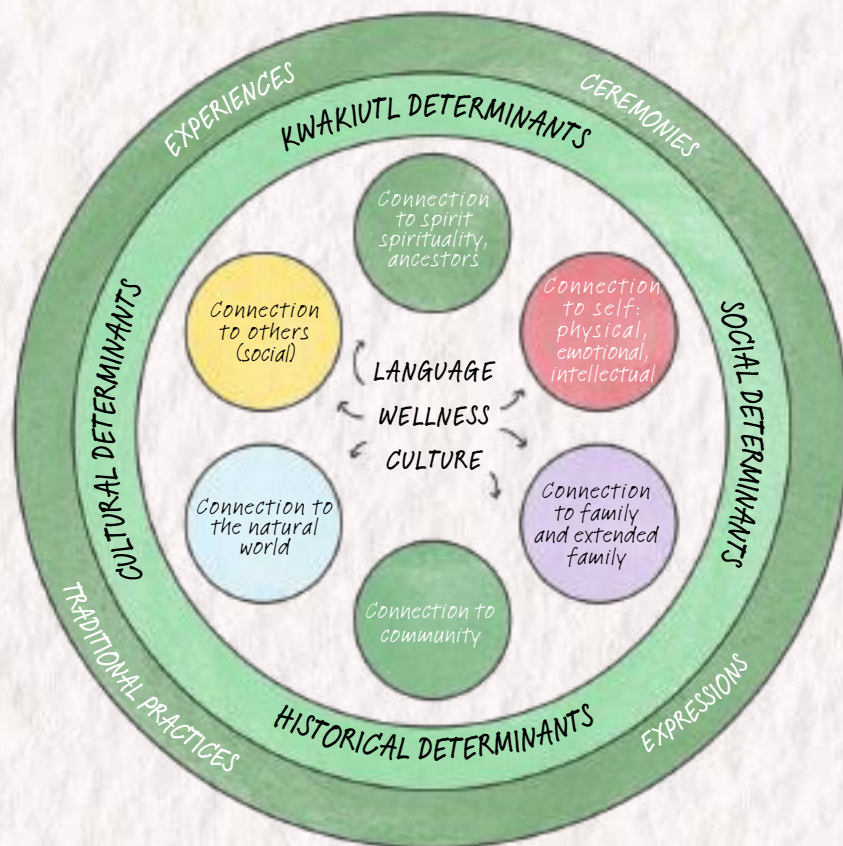 EXPERIENCES
CEREMONIES
KWAKIUTL DETERMINANTS
Connection
to spirit
spirituality,
ancestors
Connection
to others
(social)
Connection
to self:
physical,
emotional,
intellectual
CULTURAL DETERMINANTS
SOCIAL DETERMINANTS
LANGUAGE
WELLNESS
CULTURE
Connection to
the natural
world
Connection
to family
and extended
family
Connection to
community
TRADITIONAL PRACTICES
HISTORICAL DETERMINANTS
EXPRESSIONS